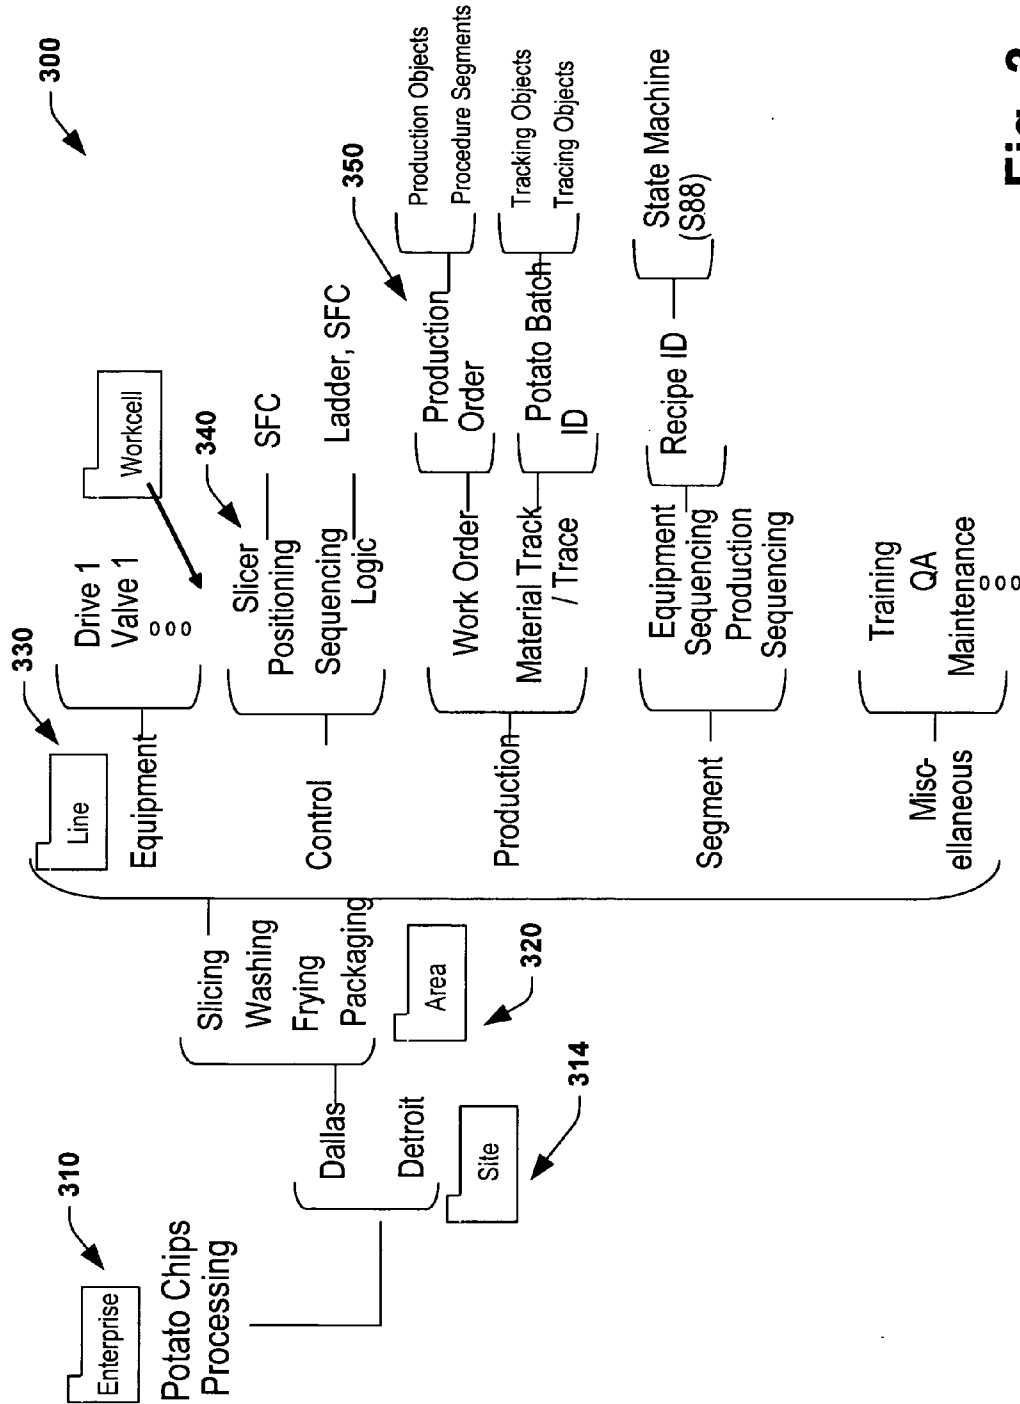 300
310
Enterprise
Potato Chips
Processing
Dallas
Detroit
Site
314
Slicing
Washing
Frying
Packaging
Area
320
330
Line
Equipment
Drive 1
Valve 1
000
Workcell
Control
340
Slicer
Positioning
SFC
Sequencing
Logic
Ladder, SFC
Production
350
Work Order
Production
Order
Production Objects
Procedure Segments
Material Track
/ Trace
Potato Batch
ID
Tracking Objects
Tracing Objects
Segment
Equipment
Sequencing
Production
Sequencing
Recipe ID
State Machine
(S88)
Misc-
ellaneous
Training
QA
Maintenance
000
Fig.